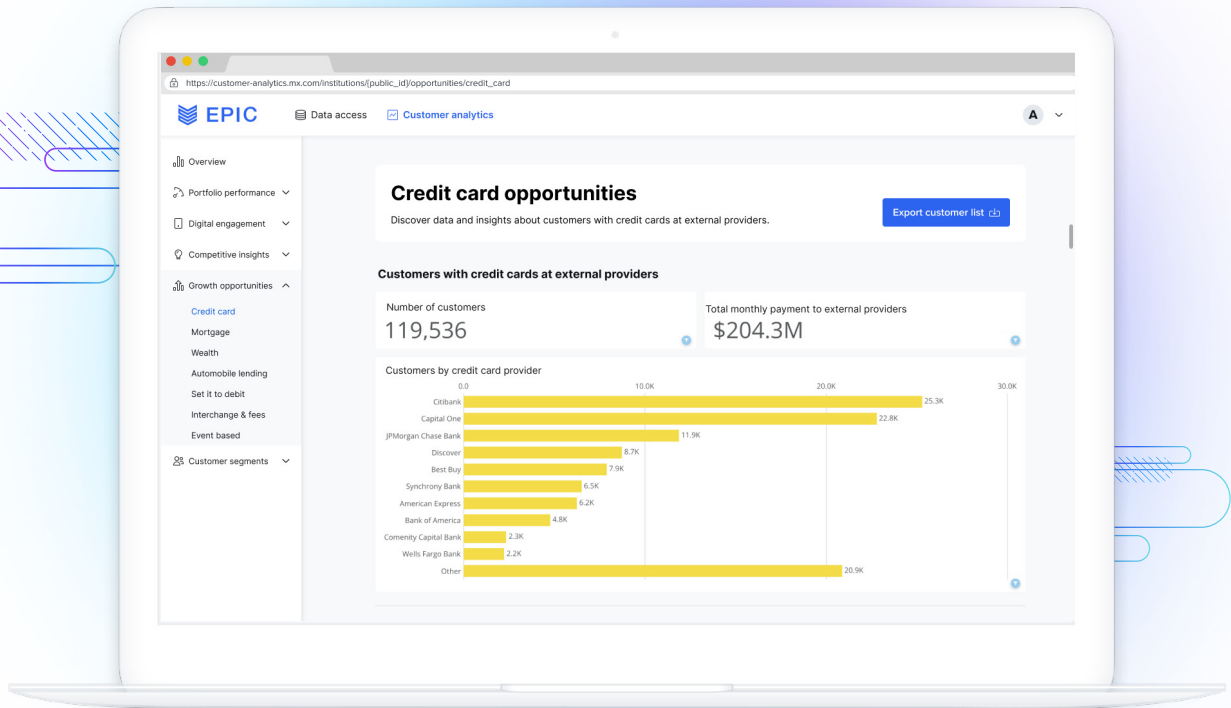 https://customer-analytics.mx.com/institutions/{public_id}/opportunities/credit_card
EPIC
Data access
Customer analytics
A
Overview
Portfolio performance
Digital engagement
Competitive insights
Growth opportunities
Credit card
Mortgage
Wealth
Automobile lending
Set it to debit
Interchange & fees
Event based
Customer segments
Credit card opportunities
Discover data and insights about customers with credit cards at external providers.
Export customer list
Customers with credit cards at external providers
Number of customers
119,536
Total monthly payment to external providers
$204.3M
Customers by credit card provider
0.0 10.0K 20.0K 30.0K
Citibank 25.3K
Capital One 22.8K
JPMorgan Chase Bank 11.9K
Discover 8.7K
Best Buy 7.9K
Synchrony Bank 6.5K
American Express 6.2K
Bank of America 4.8K
Comenity Capital Bank 2.3K
Wells Fargo Bank 2.2K
Other 20.9K